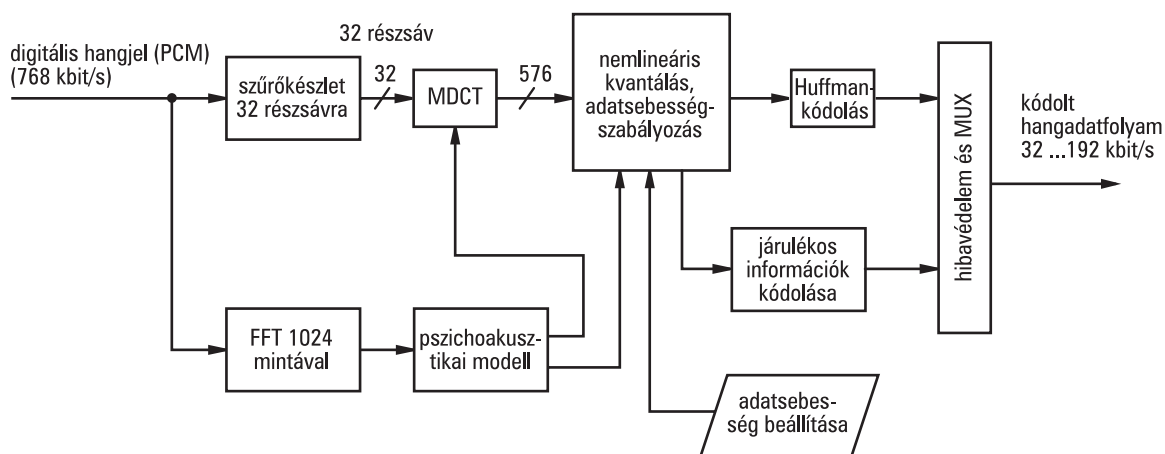 digitális hangjel (PCM)
(768 kbit/s)
szűrőkészlet
32 részsávra
32 részsáv
32
MDCT
576
nemlineáris
kvantálás,
adatsebesség-
szabályozás
Huffman-
kódolás
járulékos
információk
kódolása
hibavédelem és MUX
kódolt
hangadatfolyam
32 ...192 kbit/s
FFT 1024
mintával
pszichoakusz-
tikai modell
adatsebes-
ség beállítása